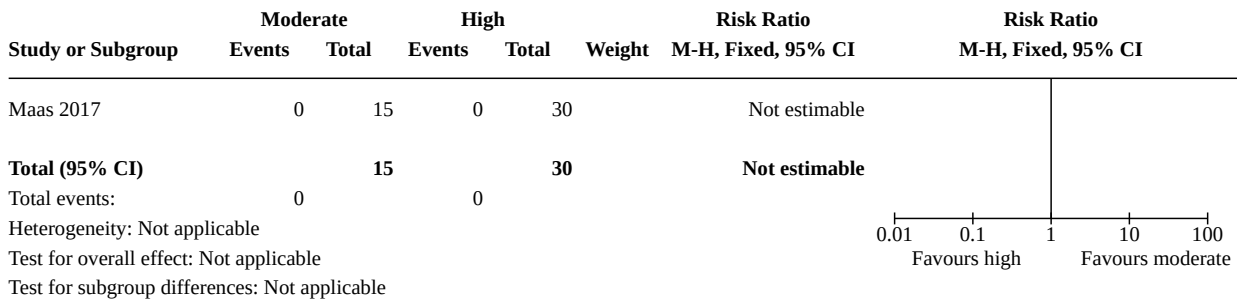 Moderate High Risk Ratio Risk Ratio
Study or Subgroup Events Total Events Total Weight M-H, Fixed, 95% CI M-H, Fixed, 95% CI
Maas 2017 0 15 0 30 Not estimable
Total (95% CI) 15 30 Not estimable
Total events: 0 0
Heterogeneity: Not applicable
0.01 0.1 1 10 100
Test for overall effect: Not applicable Favours high Favours moderate
Test for subgroup differences: Not applicable